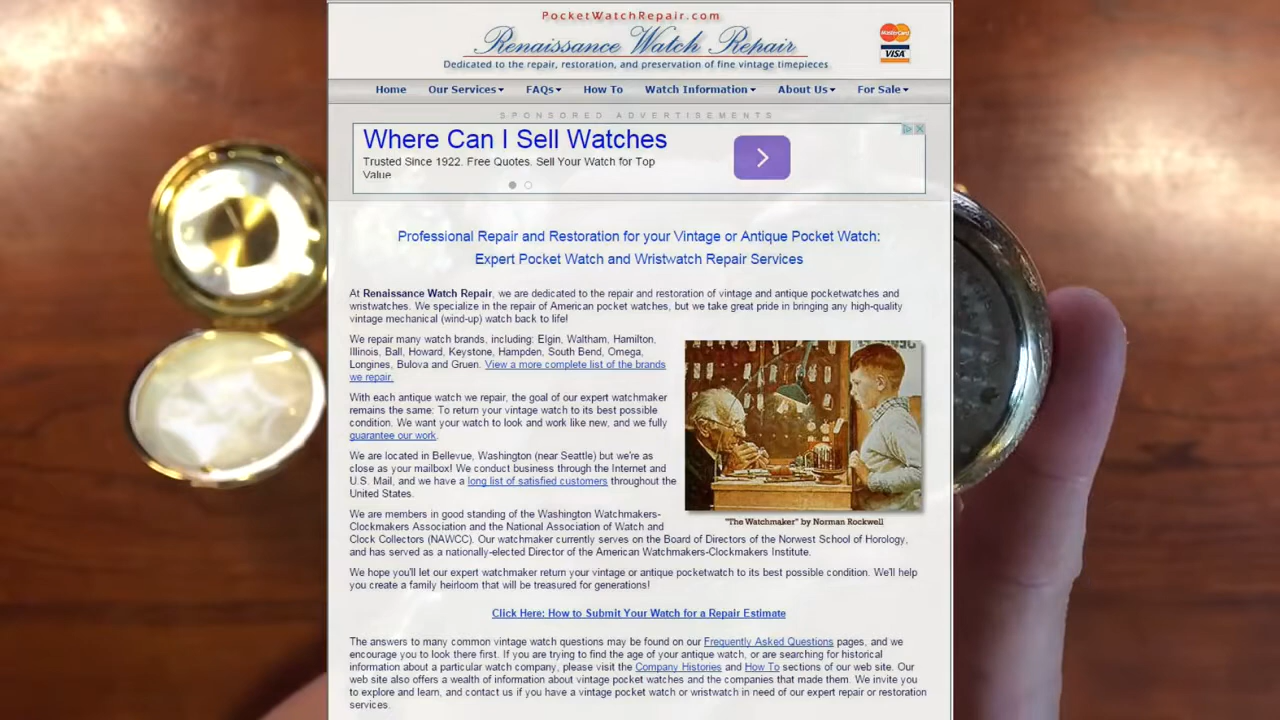 PocketWatchRepair.com
Renaissance Watch Repair
Dedicated to the repair, restoration, and preservation of fine vintage timepieces
MasterCard
VISA
Home Our Services FAQs How To Watch Information About Us For Sale
SPONSORED ADVERTISEMENTS
Where Can I Sell Watches
Trusted Since 1922. Free Quotes. Sell Your Watch for Top
Value
Professional Repair and Restoration for your Vintage or Antique Pocket Watch:
Expert Pocket Watch and Wristwatch Repair Services
At Renaissance Watch Repair, we are dedicated to the repair and restoration of vintage and antique pocketwatches and
wristwatches. We specialize in the repair of American pocket watches, but we take great pride in bringing any high-quality
vintage mechanical (wind-up) watch back to life!
We repair many watch brands, including: Elgin, Waltham, Hamilton,
Illinois, Ball, Howard, Keystone, Hampden, South Bend, Omega,
Longines, Bulova and Gruen. View a more complete list of the brands
we repair.
With each antique watch we repair, the goal of our expert watchmaker
remains the same: To return your vintage watch to its best possible
condition. We want your watch to look and work like new, and we fully
guarantee our work.
We are located in Bellevue, Washington (near Seattle) but we're as
close as your mailbox! We conduct business through the Internet and
U.S. Mail, and we have a long list of satisfied customers throughout the
United States.
"The Watchmaker" by Norman Rockwell
We are members in good standing of the Washington Watchmakers-
Clockmakers Association and the National Association of Watch and
Clock Collectors (NAWCC). Our watchmaker currently serves on the Board of Directors of the Norwest School of Horology,
and has served as a nationally-elected Director of the American Watchmakers-Clockmakers Institute.
We hope you'll let our expert watchmaker return your vintage or antique pocketwatch to its best possible condition. We'll help
you create a family heirloom that will be treasured for generations!
Click Here: How to Submit Your Watch for a Repair Estimate
The answers to many common vintage watch questions may be found on our Frequently Asked Questions pages, and we
encourage you to look there first. If you are trying to find the age of your antique watch, or are searching for historical
information about a particular watch company, please visit the Company Histories and How To sections of our web site. Our
web site also offers a wealth of information about vintage pocket watches and the companies that made them. We invite you
to explore and learn, and contact us if you have a vintage pocket watch or wristwatch in need of our expert repair or restoration
services.